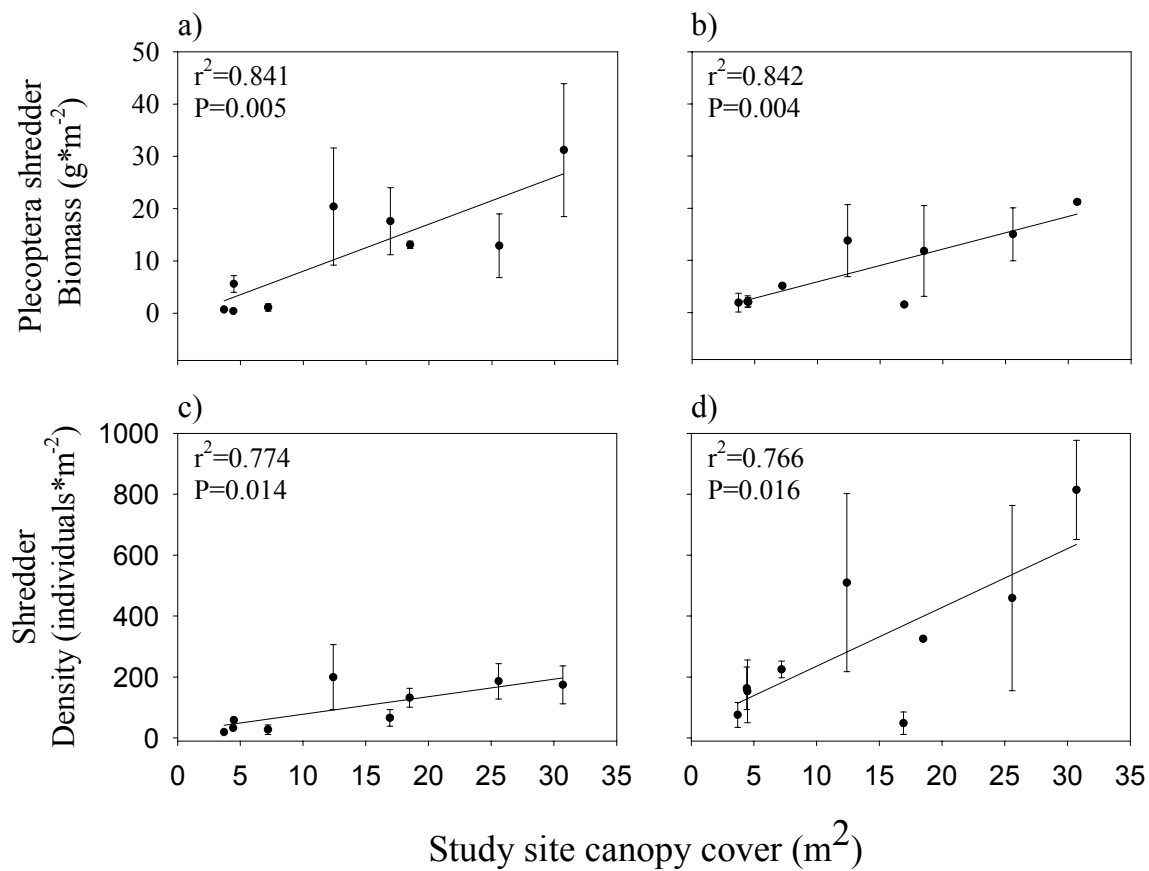 a)
b)
Plecoptera shredder
Biomass (g*m⁻²)
50
40
30
20
10
0
r²=0.841
P=0.005
r²=0.842
P=0.004
c)
d)
Shredder
Density (individuals*m⁻²)
1000
800
600
400
200
0
r²=0.774
P=0.014
r²=0.766
P=0.016
0 5 10 15 20 25 30 35
0 5 10 15 20 25 30 35
Study site canopy cover (m²)